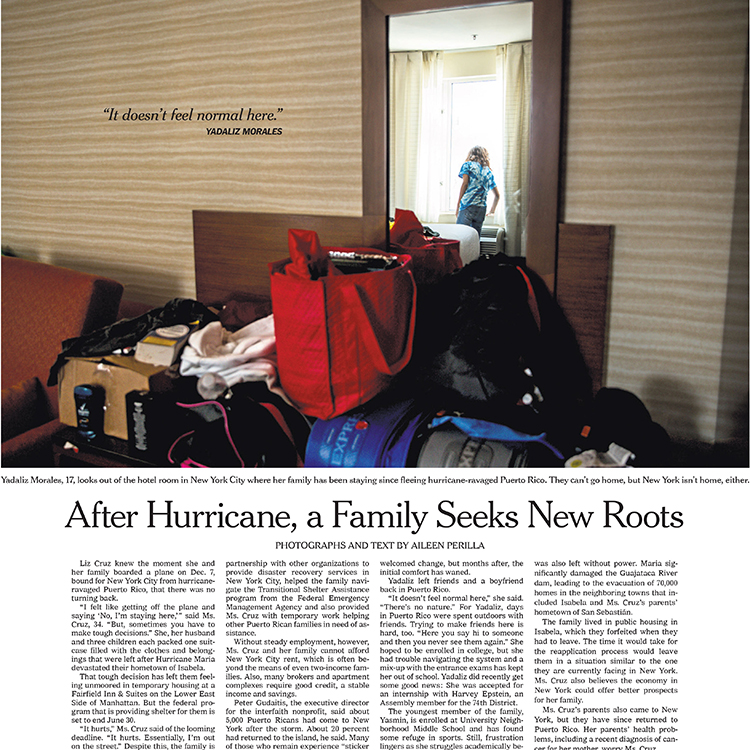 “It doesn’t feel normal here.”
YADALIZ MORALES
Yadaliz Morales, 17, looks out of the hotel room in New York City where her family has been staying since fleeing hurricane-ravaged Puerto Rico. They can’t go home, but New York isn’t home, either.
After Hurricane, a Family Seeks New Roots
PHOTOGRAPHS AND TEXT BY AILEEN PERILLA
Liz Cruz knew the moment she and
her family boarded a plane on Dec. 7,
bound for New York City from hurricane-
ravaged Puerto Rico, that there was no
turning back.
“I felt like getting off the plane and
saying ‘No, I’m staying here,’” said Ms.
Cruz, 34. “But, sometimes you have to
make tough decisions.” She, her husband
and three children each packed one suit-
case filled with the clothes and belong-
ings that were left after Hurricane Maria
devastated their hometown of Isabela.
That tough decision has left them feel-
ing unmoored in temporary housing at a
Fairfield Inn & Suites on the Lower East
Side of Manhattan. But the federal pro-
gram that is providing shelter for them is
set to end June 30.
“It hurts,” Ms. Cruz said of the looming
deadline. “It hurts. Essentially, I’m out
on the street.” Despite this, the family is
partnership with other organizations to
provide disaster recovery services in
New York City, helped the family navi-
gate the Transitional Shelter Assistance
program from the Federal Emergency
Management Agency and also provided
Ms. Cruz with temporary work helping
other Puerto Rican families in need of as-
sistance.
Without steady employment, however,
Ms. Cruz and her family cannot afford
New York City rent, which is often be-
yond the means of even two-income fam-
ilies. Also, many brokers and apartment
complexes require good credit, a stable
income and savings.
Peter Gudaitis, the executive director
for the interfaith nonprofit, said about
5,000 Puerto Ricans had come to New
York after the storm. About 20 percent
had returned to the island, he said. Many
of those who remain experience “sticker
welcomed change, but months after, the
initial comfort has waned.
Yadaliz left friends and a boyfriend
back in Puerto Rico.
“It doesn’t feel normal here,” she said.
“There’s no nature.” For Yadaliz, days
in Puerto Rico were spent outdoors with
friends. Trying to make friends here is
hard, too. “Here you say hi to someone
and then you never see them again.” She
hoped to be enrolled in college, but she
had trouble navigating the system and a
mix-up with the entrance exams has kept
her out of school. Yadaliz did recently get
some good news: She was accepted for
an internship with Harvey Epstein, an
Assembly member for the 74th District.
The youngest member of the family,
Yasmin, is enrolled at University Neigh-
borhood Middle School and has found
some refuge in sports. Still, frustration
lingers as she struggles academically be-
was also left without power. Maria sig-
nificantly damaged the Guajataca River
dam, leading to the evacuation of 70,000
homes in the neighboring towns that in-
cluded Isabela and Ms. Cruz’s parents’
hometown of San Sebastián.
The family lived in public housing in
Isabela, which they forfeited when they
had to leave. The time it would take for
the reapplication process would leave
them in a situation similar to the one
they are currently facing in New York.
Ms. Cruz also believes the economy in
New York could offer better prospects
for her family.
Ms. Cruz’s parents also came to New
York, but they have since returned to
Puerto Rico. Her parents’ health prob-
lems, including a recent diagnosis of can-
cer for her mother, worry Ms. Cruz.